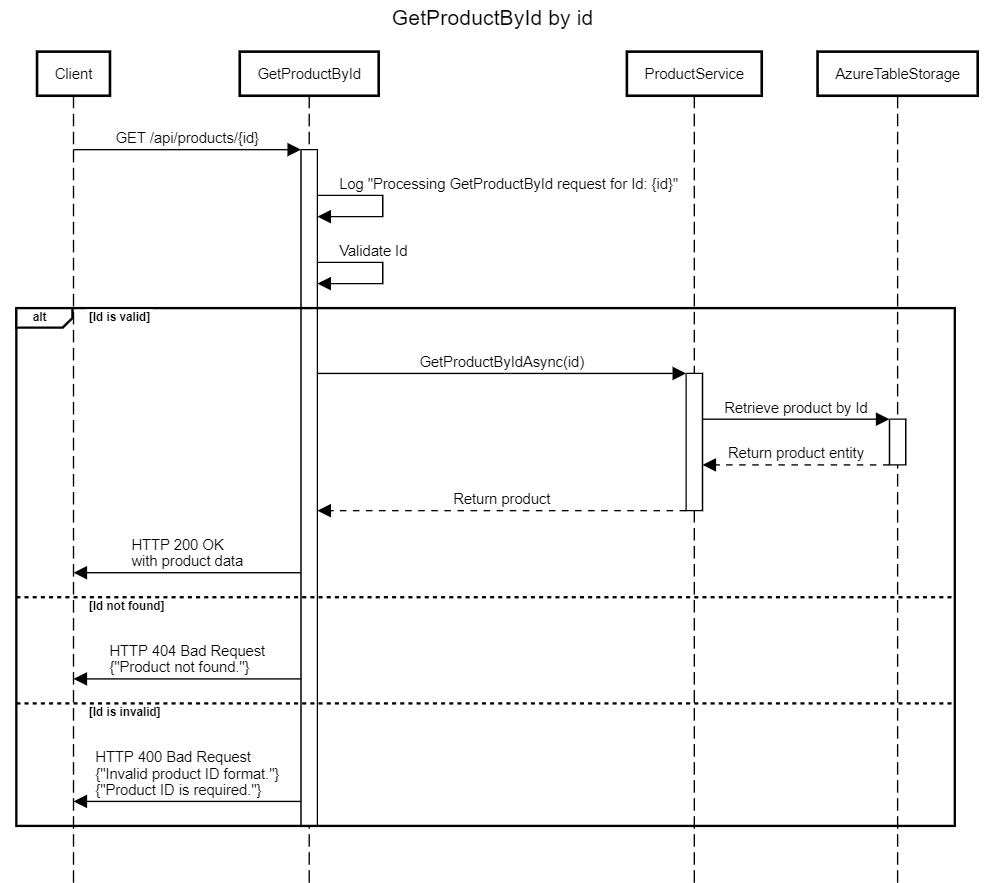 GetProductById by id
Client
GetProductById
ProductService
AzureTableStorage
GET /api/products/{id}
Log "Processing GetProductById request for Id: {id}"
Validate Id
alt
[Id is valid]
GetProductByIdAsync(id)
Retrieve product by Id
Return product entity
Return product
HTTP 200 OK
with product data
[Id not found]
HTTP 404 Bad Request
{"Product not found."}
[Id is invalid]
HTTP 400 Bad Request
{"Invalid product ID format."}
{"Product ID is required."}